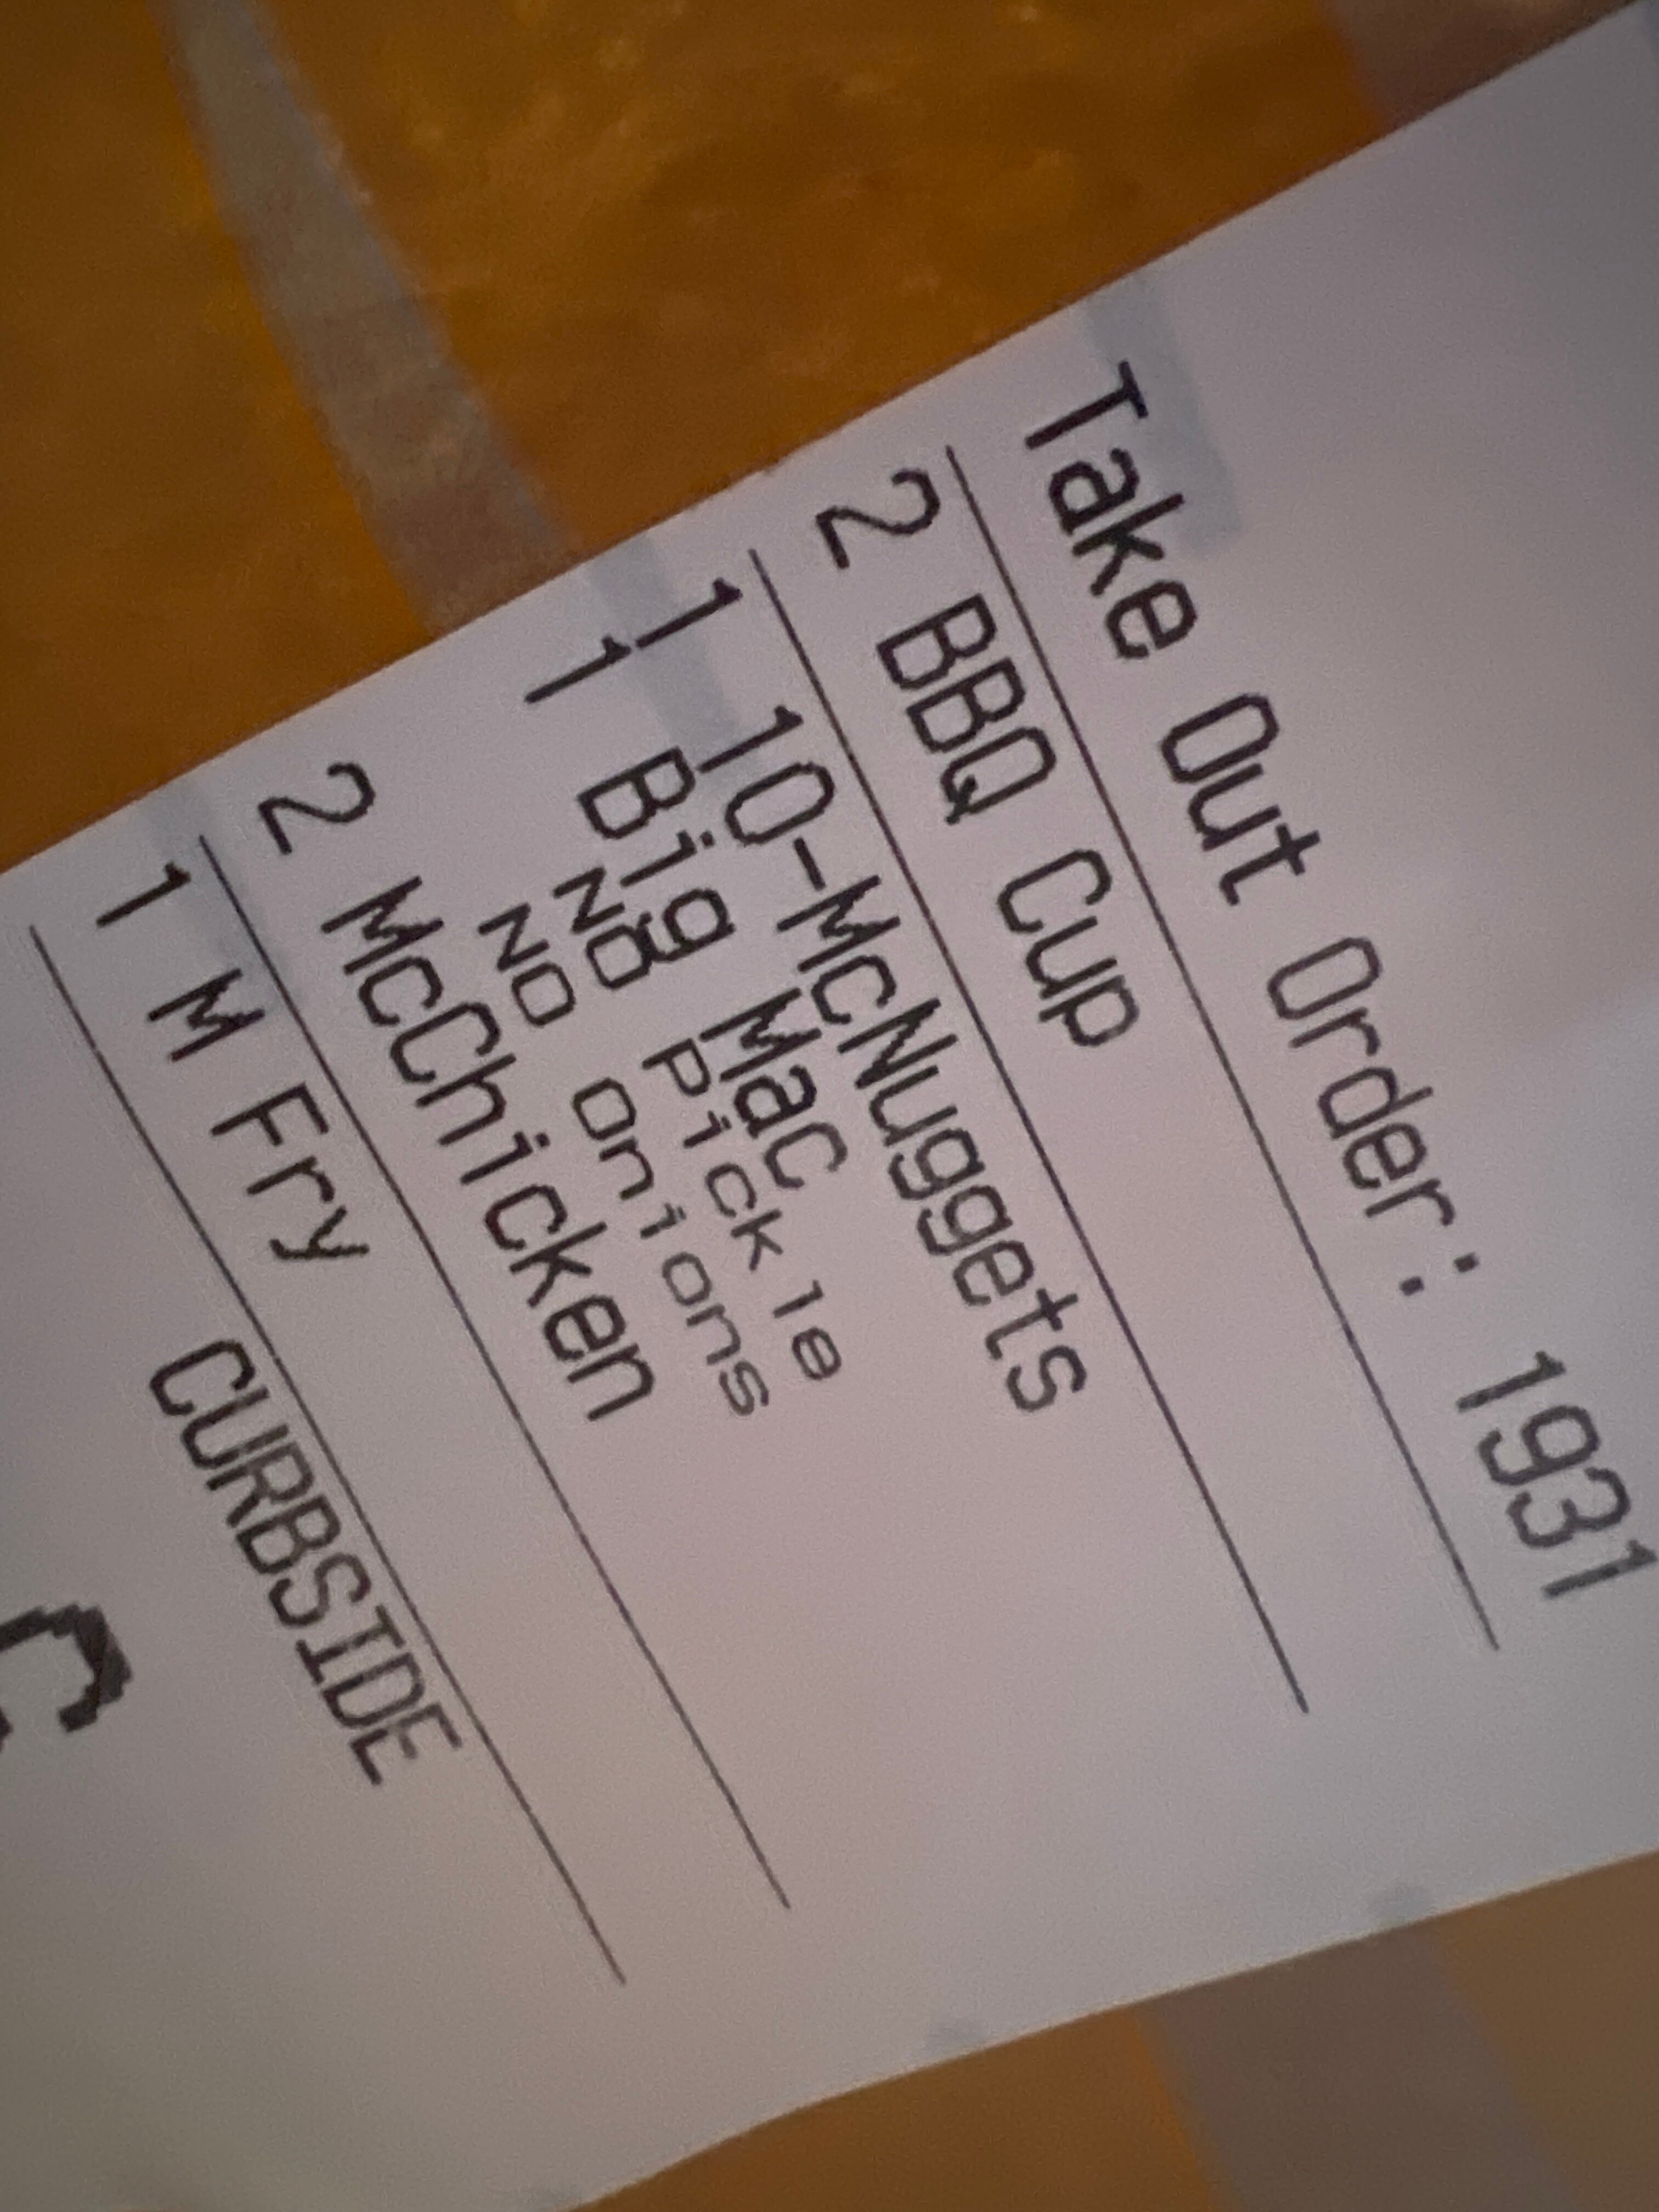 Take Out Order: 1931
2 BBQ Cup
1 10-McNuggets
1 Big Mac
NO Pickle
NO Onions
2 McChicken
1 M Fry
CURBSIDE